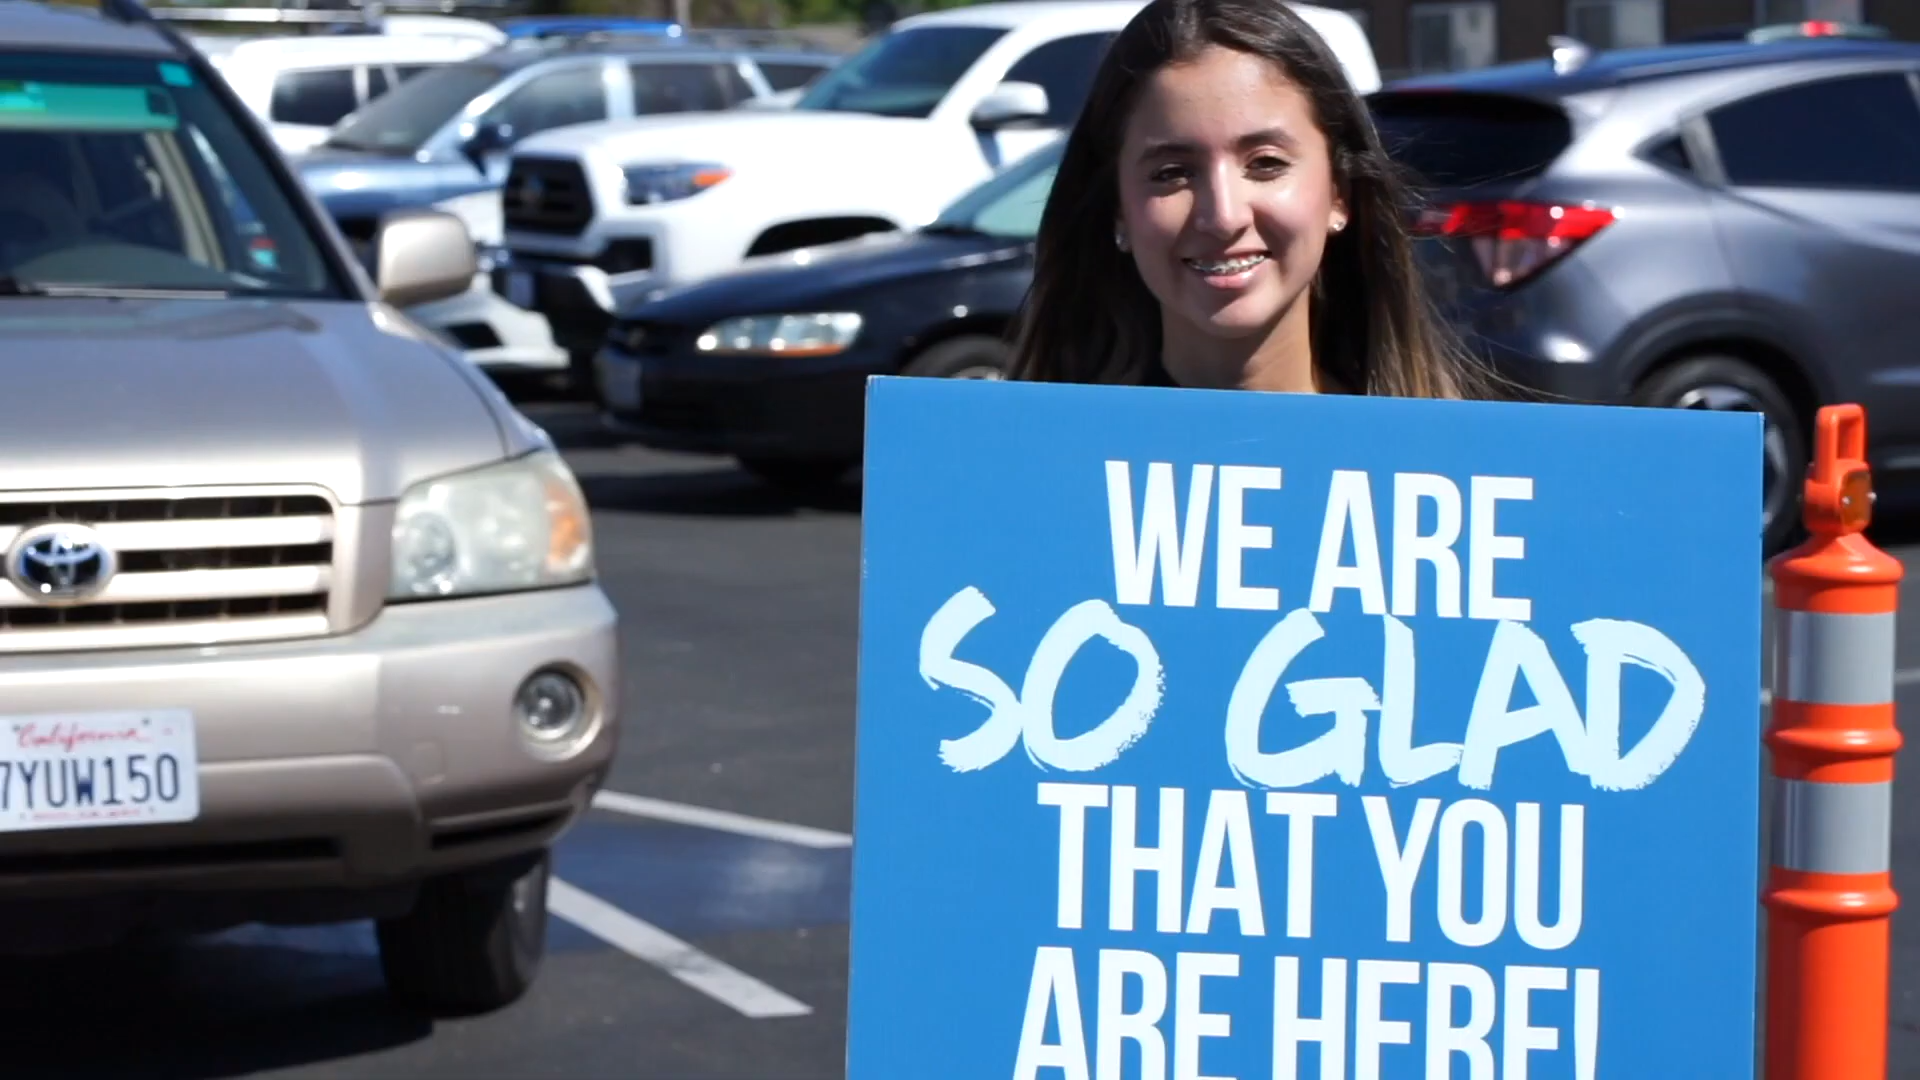 WE ARE
SO GLAD
THAT YOU
ARE HERE!
California
7YUW150